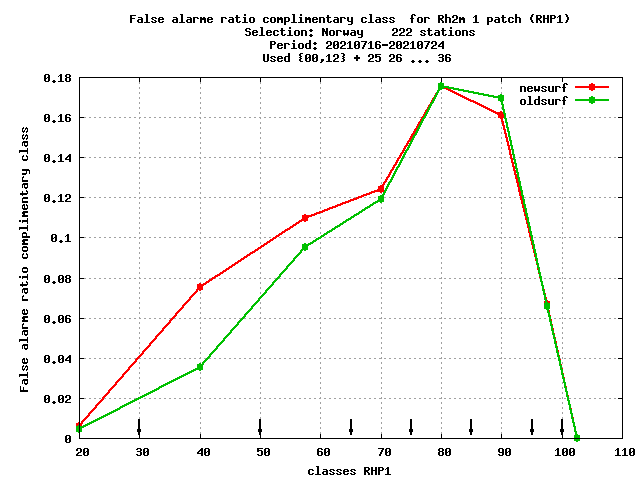 False alarme ratio complimentary class  for Rh2m 1 patch (RHP1)
Selection: Norway    222 stations
Period: 20210716-20210724
Used {00,12} + 25 26 ... 36
newsurf
oldsurf
False alarme ratio complimentary class
0.18
0.16
0.14
0.12
0.1
0.08
0.06
0.04
0.02
0
20 30 40 50 60 70 80 90 100 110
classes RHP1